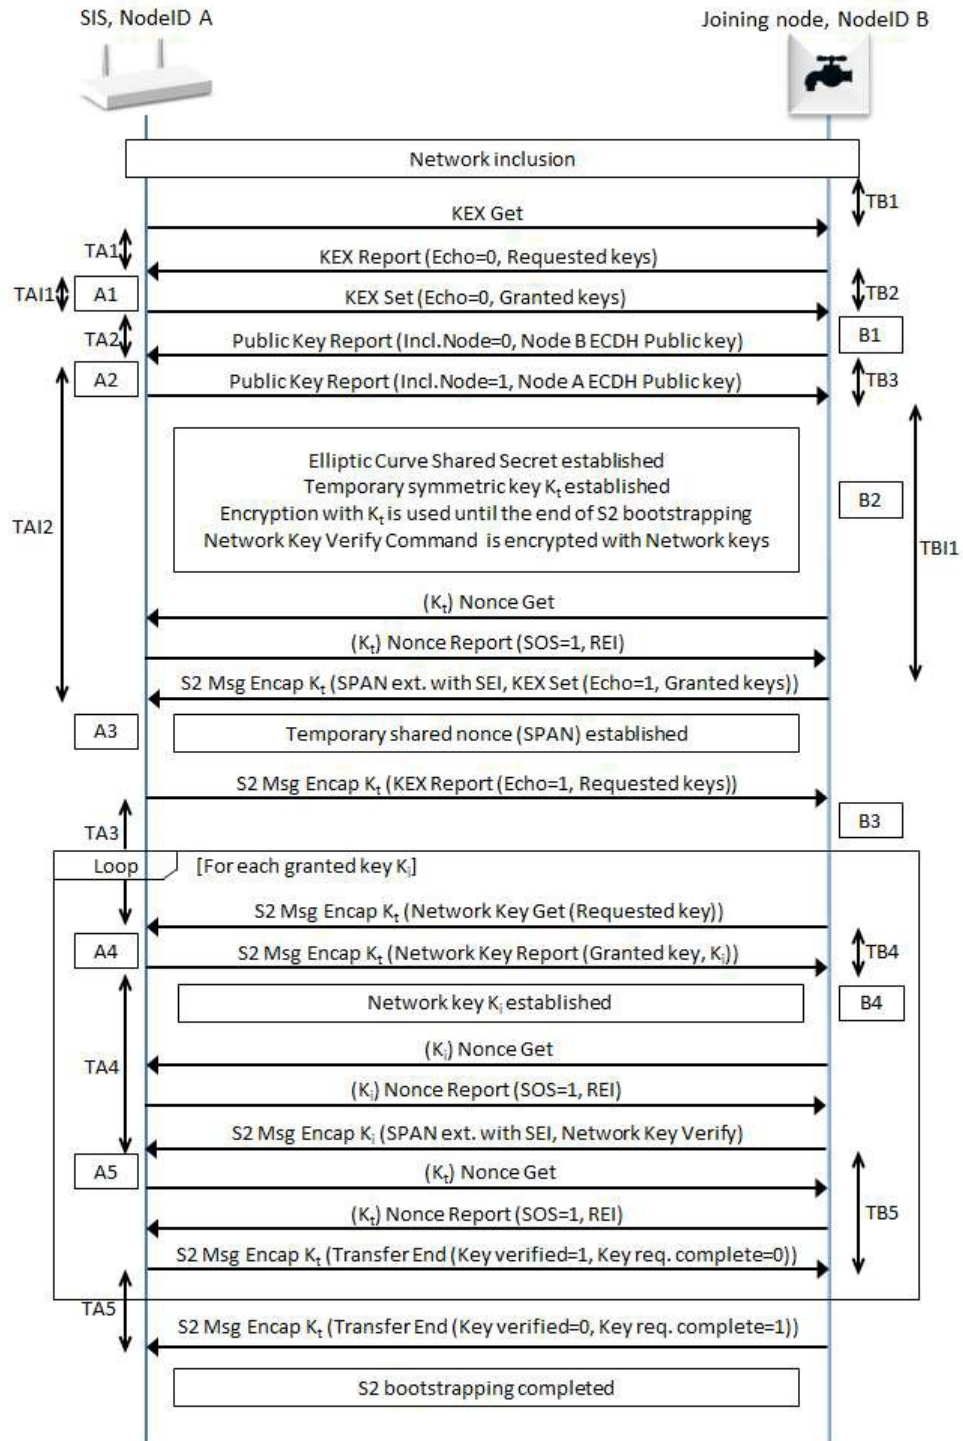 SIS, NodeID A
Joining node, NodeID B
Network inclusion
TB1
KEX Get
TA1
KEX Report (Echo=0, Requested keys)
TAI1
A1
KEX Set (Echo=0, Granted keys)
TB2
TA2
Public Key Report (Incl.Node=0, Node B ECDH Public key)
B1
A2
Public Key Report (Incl.Node=1, Node A ECDH Public key)
TB3
Elliptic Curve Shared Secret established
Temporary symmetric key Kt established
Encryption with Kt is used until the end of S2 bootstrapping
Network Key Verify Command is encrypted with Network keys
B2
TAI2
TBI1
(Kt) Nonce Get
(Kt) Nonce Report (SOS=1, REI)
S2 Msg Encap Kt (SPAN ext. with SEI, KEX Set (Echo=1, Granted keys))
A3
Temporary shared nonce (SPAN) established
S2 Msg Encap Kt (KEX Report (Echo=1, Requested keys))
B3
TA3
Loop
[For each granted key Ki]
S2 Msg Encap Kt (Network Key Get (Requested key))
A4
S2 Msg Encap Kt (Network Key Report (Granted key, Ki))
TB4
Network key Ki established
B4
(Ki) Nonce Get
TA4
(Ki) Nonce Report (SOS=1, REI)
S2 Msg Encap Ki (SPAN ext. with SEI, Network Key Verify)
A5
(Kt) Nonce Get
(Kt) Nonce Report (SOS=1, REI)
TB5
S2 Msg Encap Kt (Transfer End (Key verified=1, Key req. complete=0))
TA5
S2 Msg Encap Kt (Transfer End (Key verified=0, Key req. complete=1))
S2 bootstrapping completed